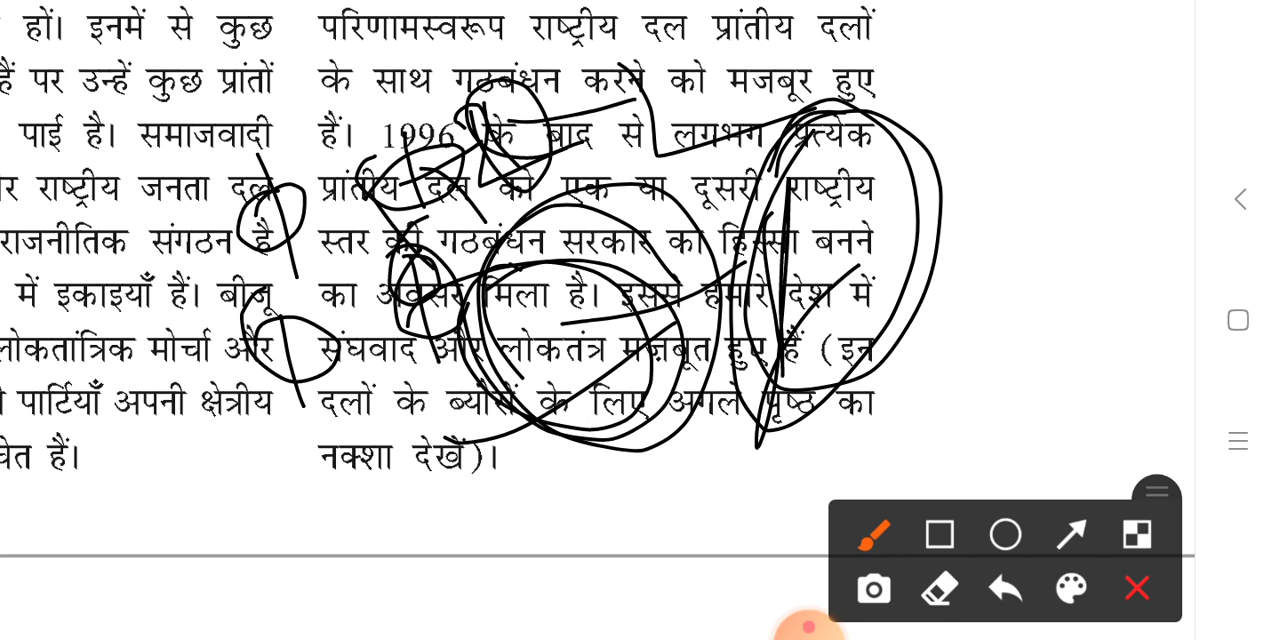 हों। इनमें से कुछ
हैं पर उन्हें कुछ प्रांतों
पाई है। समाजवादी
राष्ट्रीय जनता दल
राजनीतिक संगठन है
में इकाइयाँ हैं। बीजू
लोकतांत्रिक मोर्चा और
पार्टियाँ अपनी क्षेत्रीय
हैं।
परिणामस्वरूप राष्ट्रीय दल प्रांतीय दलों
के साथ गठबंधन करने को मजबूर हुए
हैं। 1996 के बाद से लगभग प्रत्येक
प्रांतीय दल को एक या दूसरी राष्ट्रीय
स्तर की गठबंधन सरकार का हिस्सा बनने
का अवसर मिला है। इससे हमारे देश में
संघवाद और लोकतंत्र मज़बूत हुए हैं (इन
दलों के ब्यौसे के लिए अगले पृष्ठ का
नक्शा देखें)।